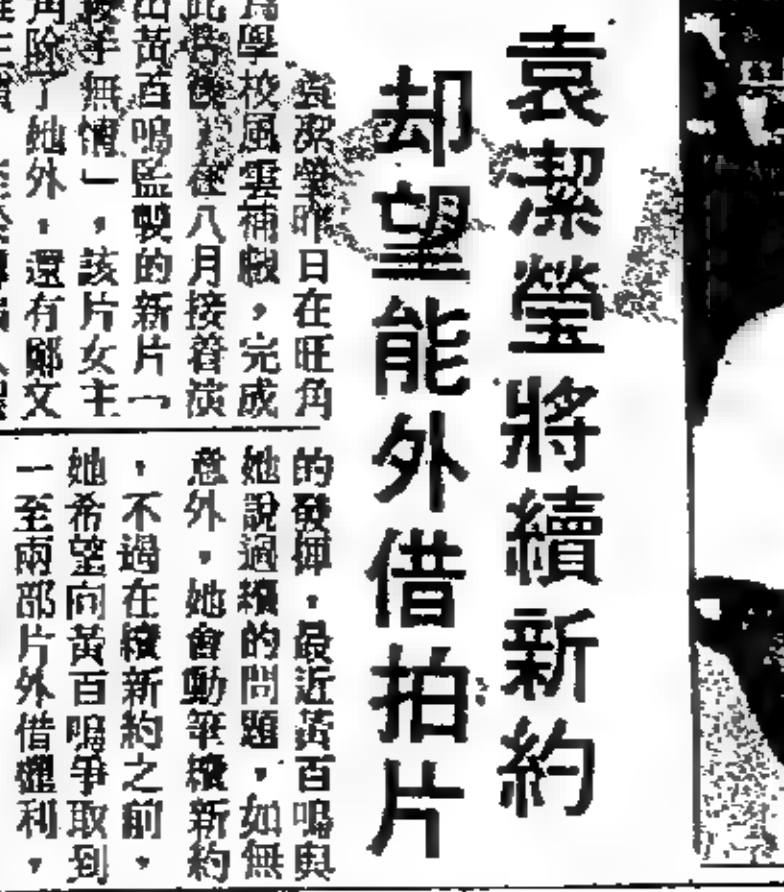 袁潔瑩將續新約
却望能外借拍片
袁潔瑩昨日在旺角
為學校風雲補戲，完成
此後，在八月接着演
出黃百鳴監製的新片「
手無情」，該片女主
角除了她外，還有鄭文
的發揮，最近黃百鳴與
她說過續的問題，如無
意外，她會動筆續新約
，不過在續新約之前，
她希望向黃百鳴爭取到
一至兩部片外借權利，